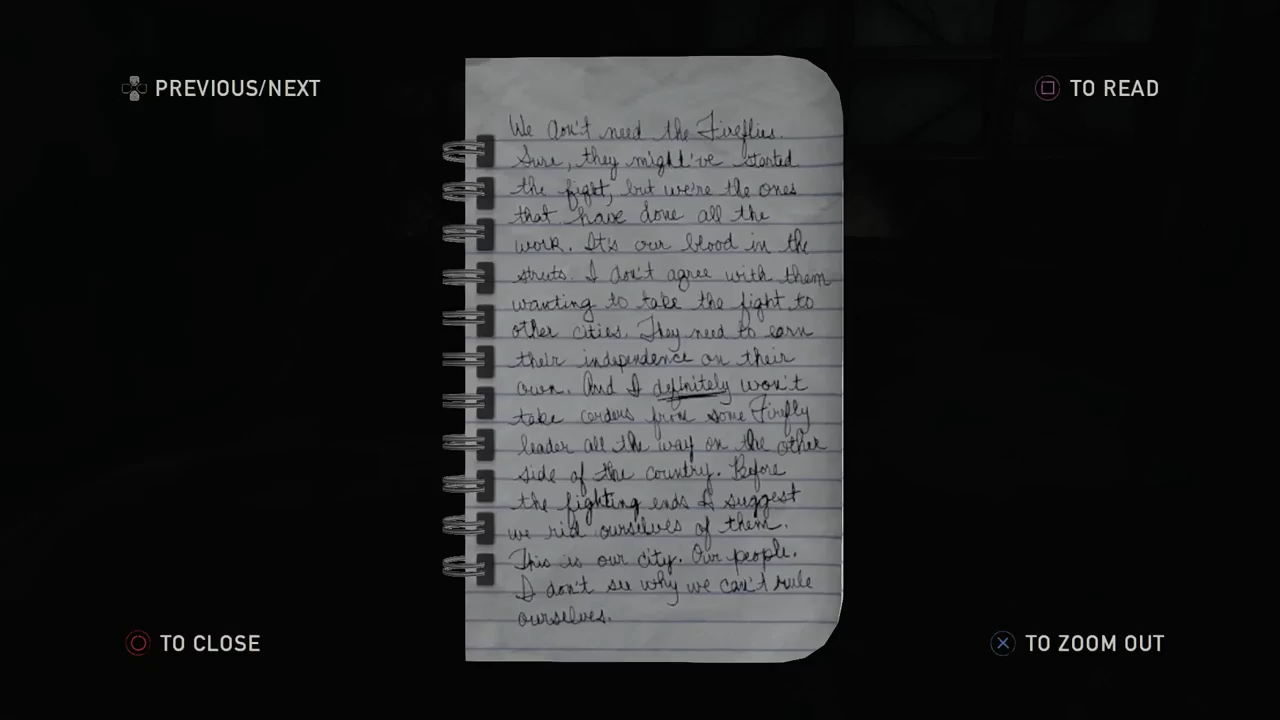 PREVIOUS/NEXT
TO READ
We don't need the Fireflies.
Sure, they might've started
the fight, but we're the ones
that have done all the
work. It's our blood in the
streets. I don't agree with them
wanting to take the fight to
other cities. They need to earn
their independence on their
own. And I definitely won't
take orders from some Firefly
leader all the way on the other
side of the country. Before
the fighting ends I suggest
we rid ourselves of them.
This is our city. Our people.
I don't see why we can't rule
ourselves.
TO CLOSE
TO ZOOM OUT